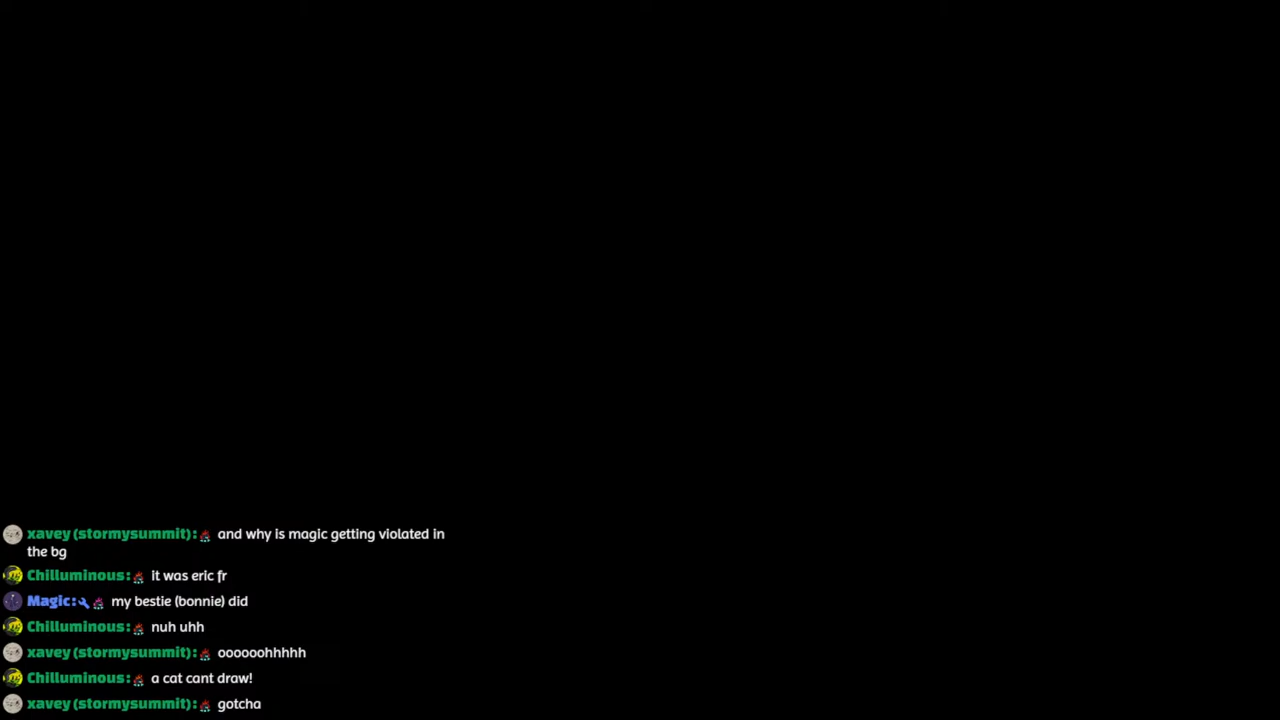 xavey (stormysummit): and why is magic getting violated in
the bg
Chilluminous: it was eric fr
Magic: my bestie (bonnie) did
Chilluminous: nuh uhh
xavey (stormysummit): oooooohhhhh
Chilluminous: a cat cant draw!
xavey (stormysummit): gotcha